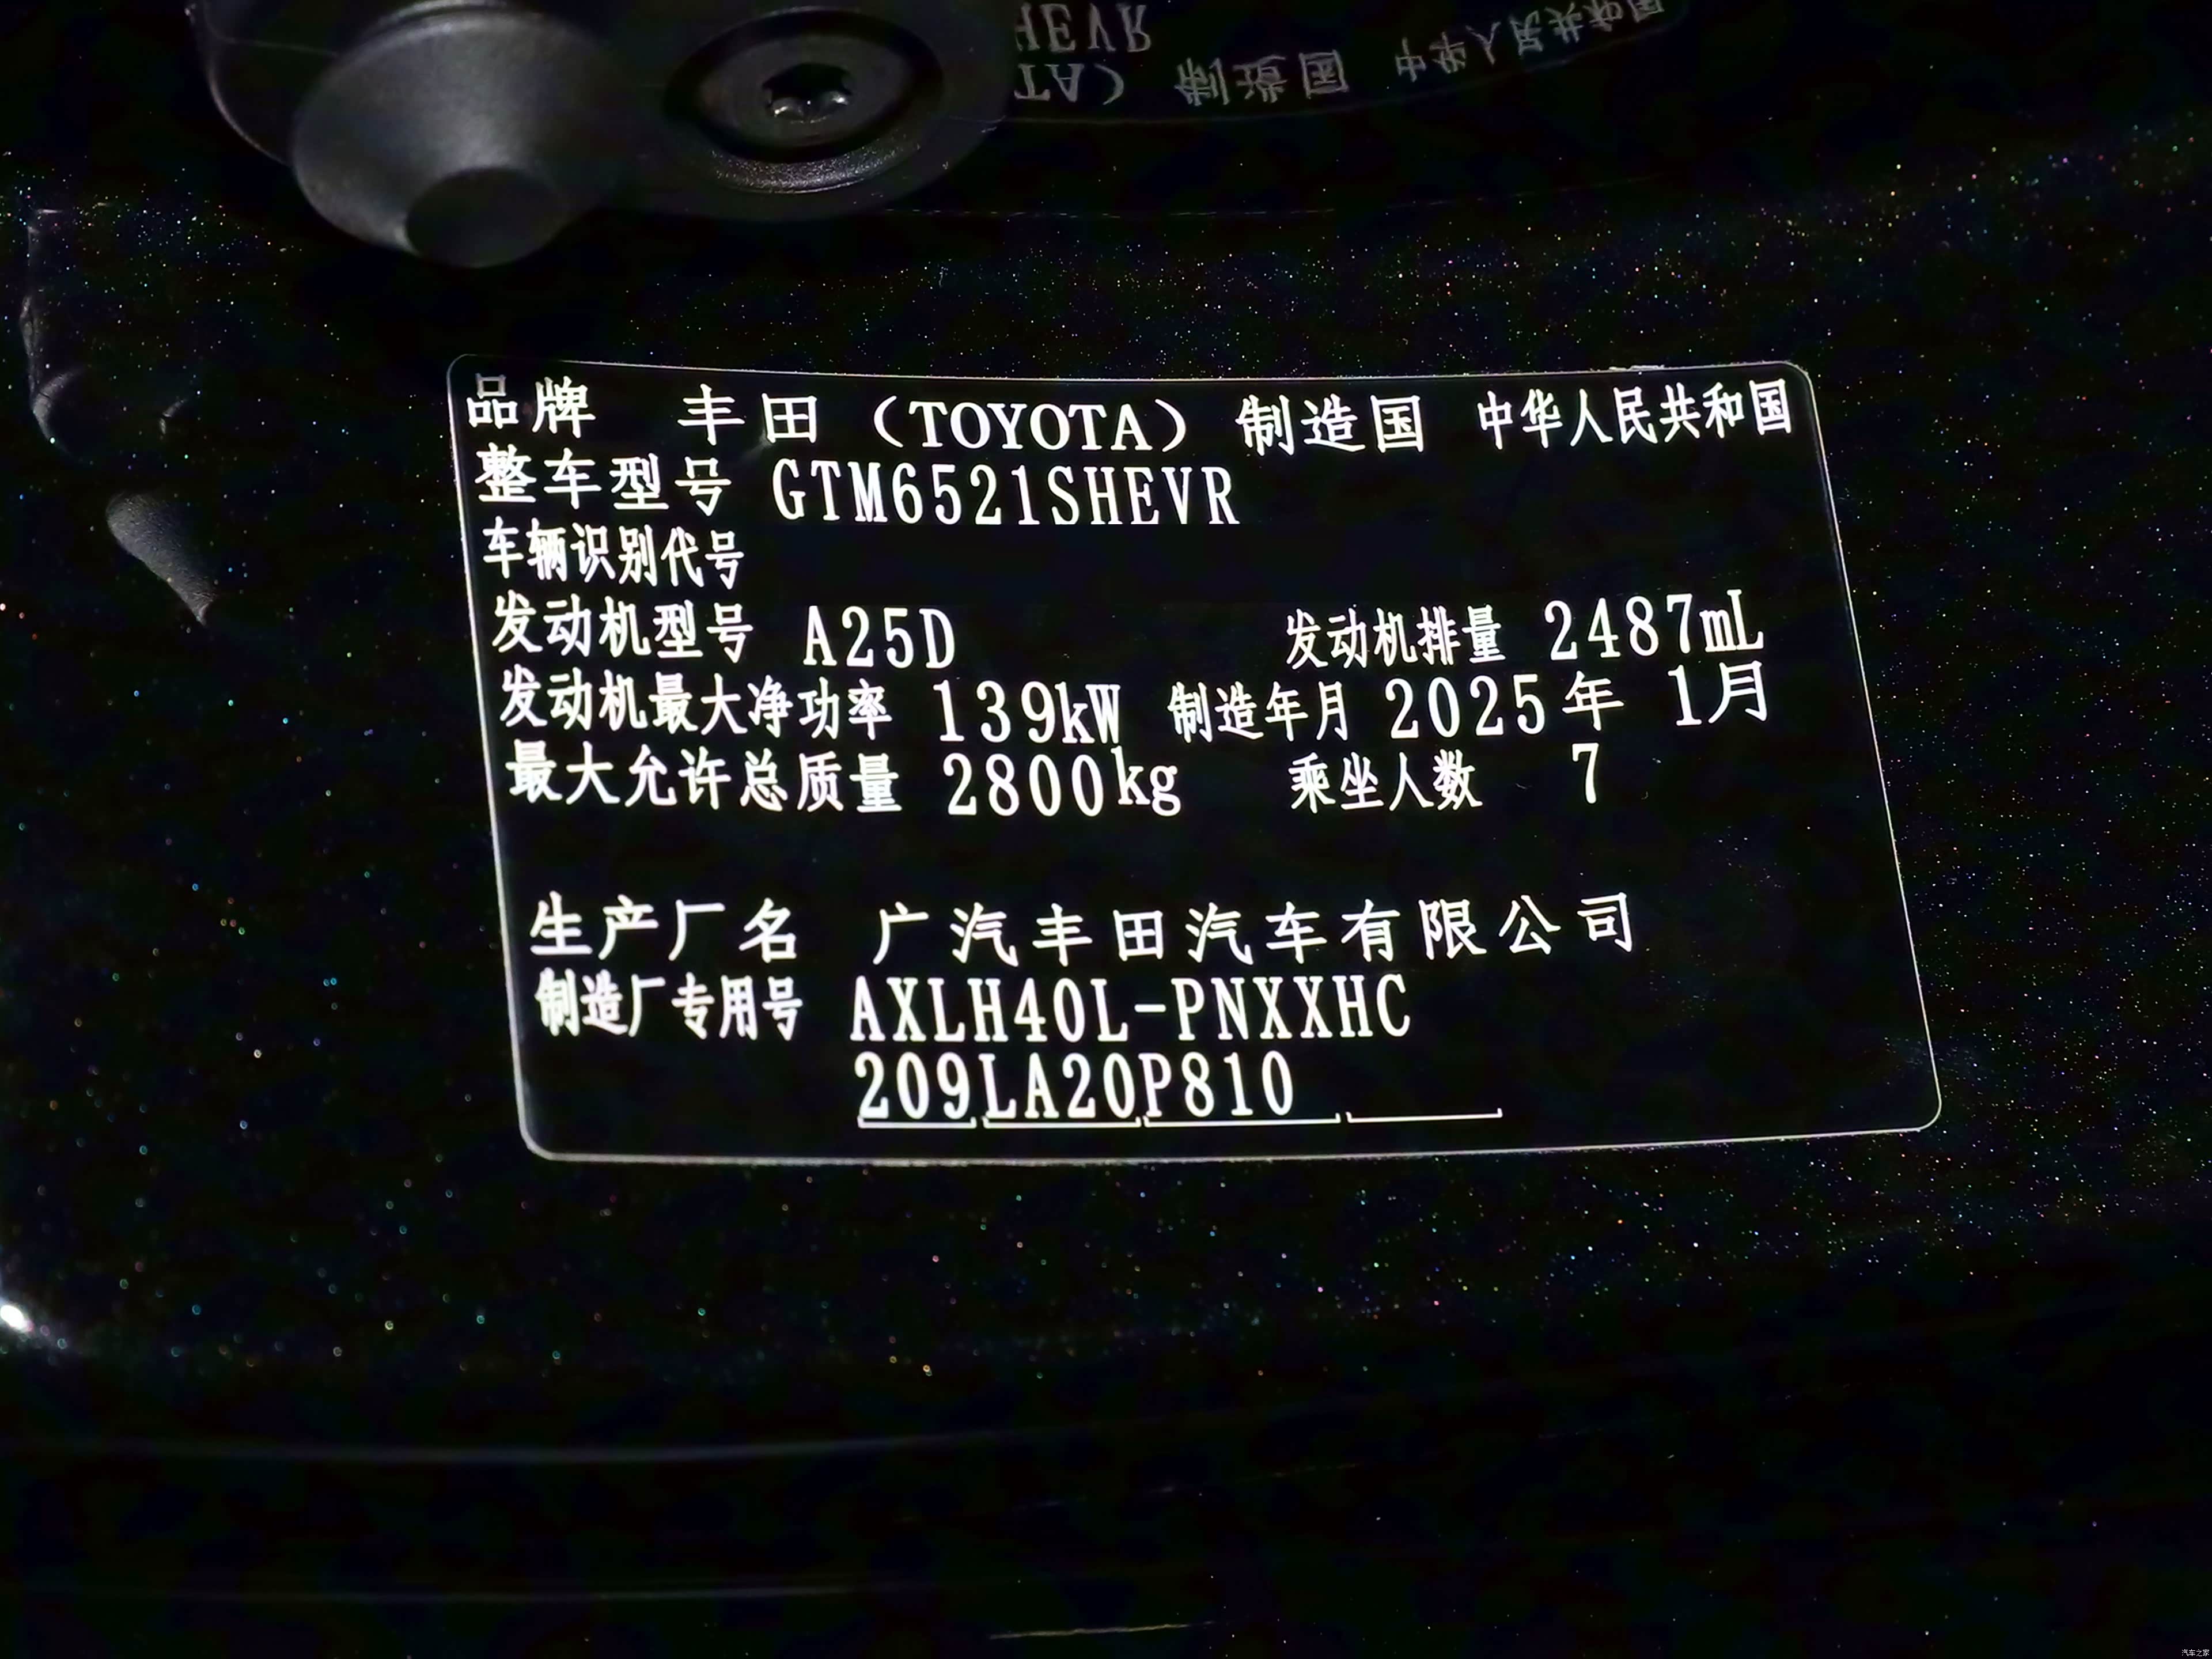 品牌 丰田（TOYOTA） 制造国 中华人民共和国
整车型号 GTM6521SHEVR
车辆识别代号
发动机型号 A25D 发动机排量 2487mL
发动机最大净功率 139kW 制造年月 2025年 1月
最大允许总质量 2800kg 乘坐人数 7
生产厂名 广汽丰田汽车有限公司
制造厂专用号 AXLH40L-PNXXHC
209LA20P810
汽车之家